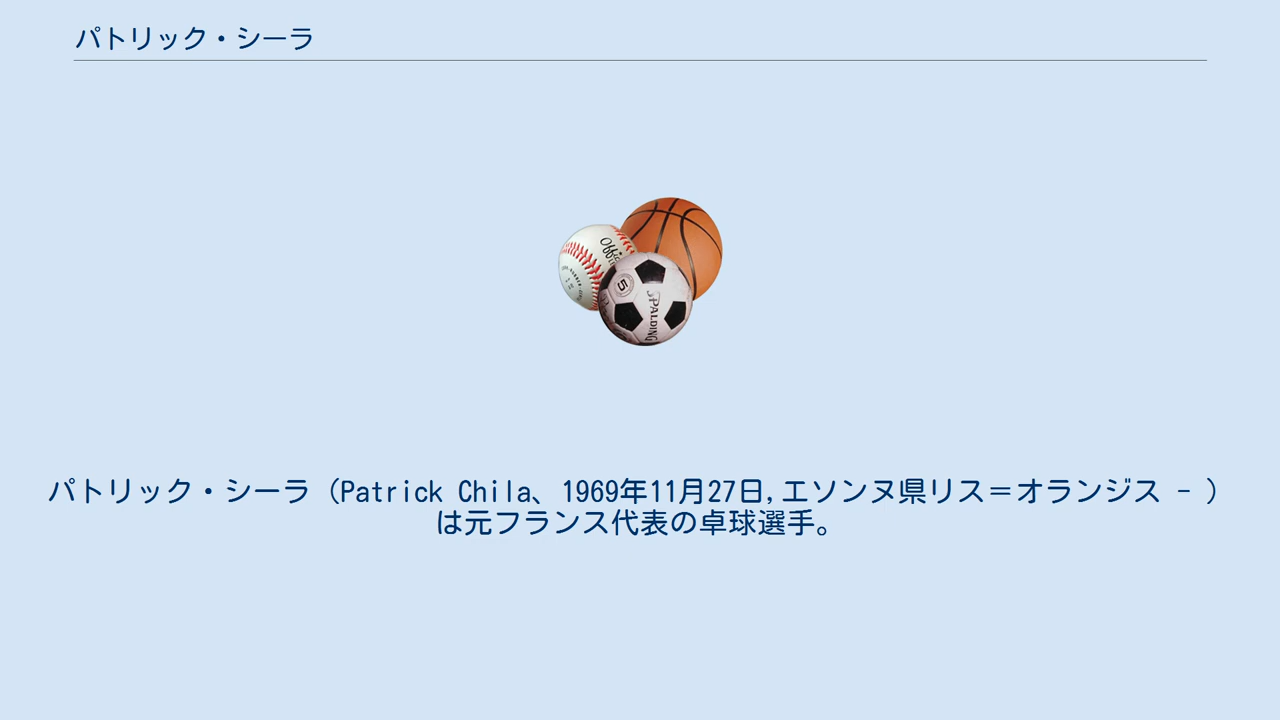 パトリック・シーラ
SPALDING
5
パトリック・シーラ（Patrick Chila、1969年11月27日,エソンヌ県リス＝オランジス - ）
は元フランス代表の卓球選手。